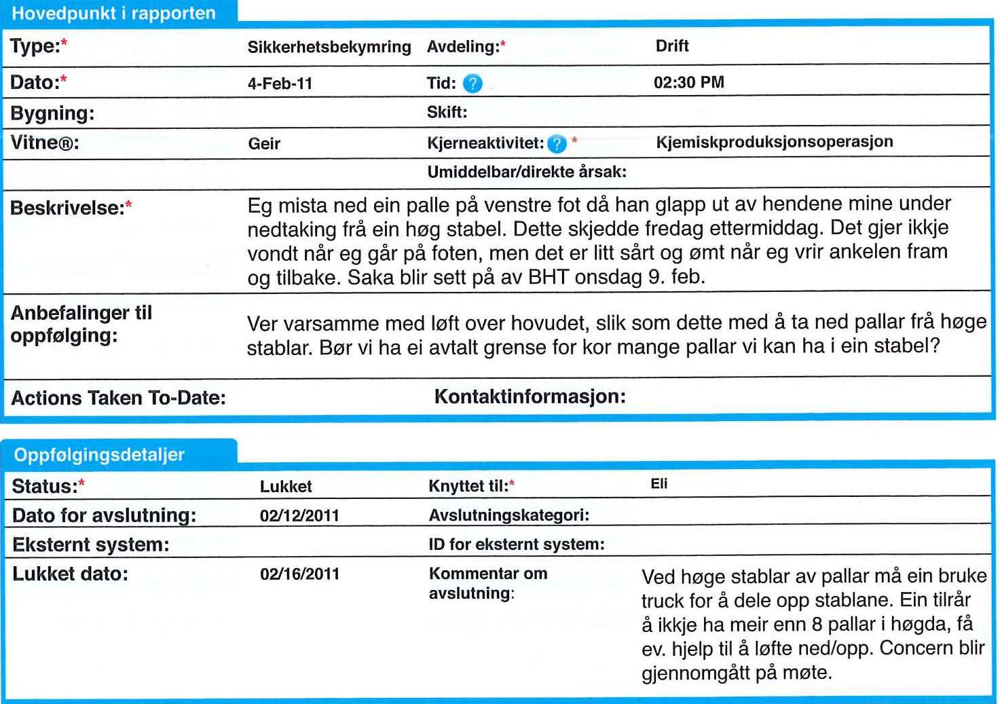 Hovedpunkt i rapporten
Type:* Sikkerhetsbekymring Avdeling:* Drift
Dato:* 4-Feb-11 Tid: ? 02:30 PM
Bygning: Skift:
Vitne®: Geir Kjerneaktivitet: ? * Kjemiskproduksjonsoperasjon
Umiddelbar/direkte årsak:
Beskrivelse:* Eg mista ned ein palle på venstre fot då han glapp ut av hendene mine under
nedtaking frå ein høg stabel. Dette skjedde fredag ettermiddag. Det gjer ikkje
vondt når eg går på foten, men det er litt sårt og ømt når eg vrir ankelen fram
og tilbake. Saka blir sett på av BHT onsdag 9. feb.
Anbefalinger til
oppfølging:
Ver varsamme med løft over hovudet, slik som dette med å ta ned pallar frå høge
stablar. Bør vi ha ei avtalt grense for kor mange pallar vi kan ha i ein stabel?
Actions Taken To-Date: Kontaktinformasjon:
Oppfølgingsdetaljer
Status:* Lukket Knyttet til:* Eli
Dato for avslutning: 02/12/2011 Avslutningskategori:
Eksternt system: ID for eksternt system:
Lukket dato: 02/16/2011 Kommentar om
avslutning:
Ved høge stablar av pallar må ein bruke
truck for å dele opp stablane. Ein tilrår
å ikkje ha meir enn 8 pallar i høgda, få
ev. hjelp til å løfte ned/opp. Concern blir
gjennomgått på møte.